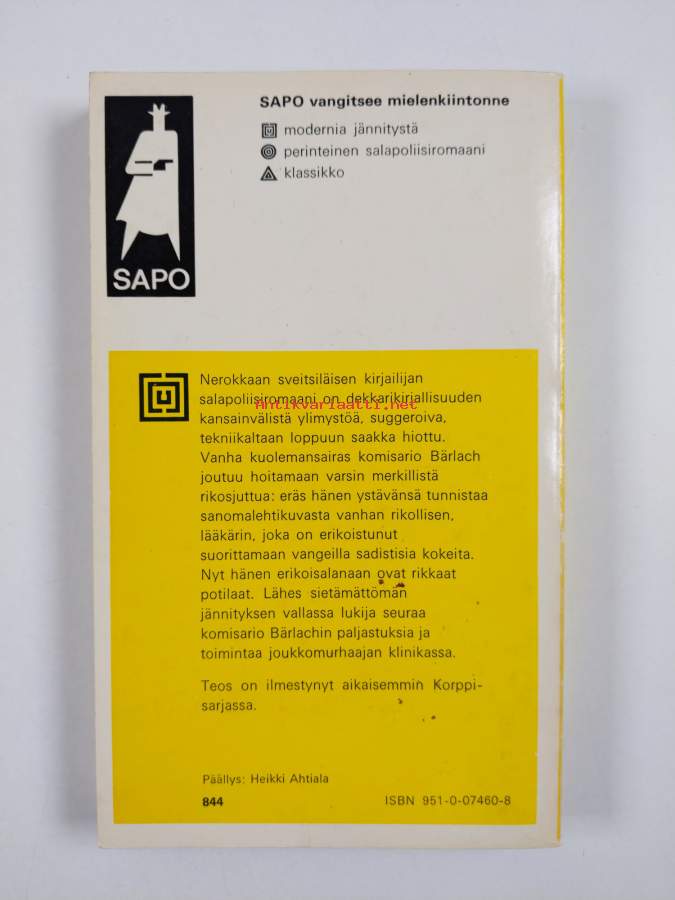 SAPO vangitsee mielenkiintonne
modernia jännitystä
perinteinen salapoliisiromaani
klassikko
SAPO
Nerokkaan sveitsiläisen kirjailijan
salapoliisiromaani on dekkarikirjallisuuden
Antikvariaatti.net
kansainvälistä ylimystöä, suggeroiva,
tekniikaltaan loppuun saakka hiottu.
Vanha kuolemansairas komisario Bärlach
joutuu hoitamaan varsin merkillistä
rikosjuttua: eräs hänen ystävänsä tunnistaa
sanomalehtikuvasta vanhan rikollisen,
lääkärin, joka on erikoistunut
suorittamaan vangeilla sadistisia kokeita.
Nyt hänen erikoisalanaan ovat rikkaat
potilaat. Lähes sietämättömän
jännityksen vallassa lukija seuraa
komisario Bärlachin paljastuksia ja
toimintaa joukkomurhaajan klinikassa.
Teos on ilmestynyt aikaisemmin Korppi-
sarjassa.
Päällys: Heikki Ahtiala
844 ISBN 951-0-07460-8